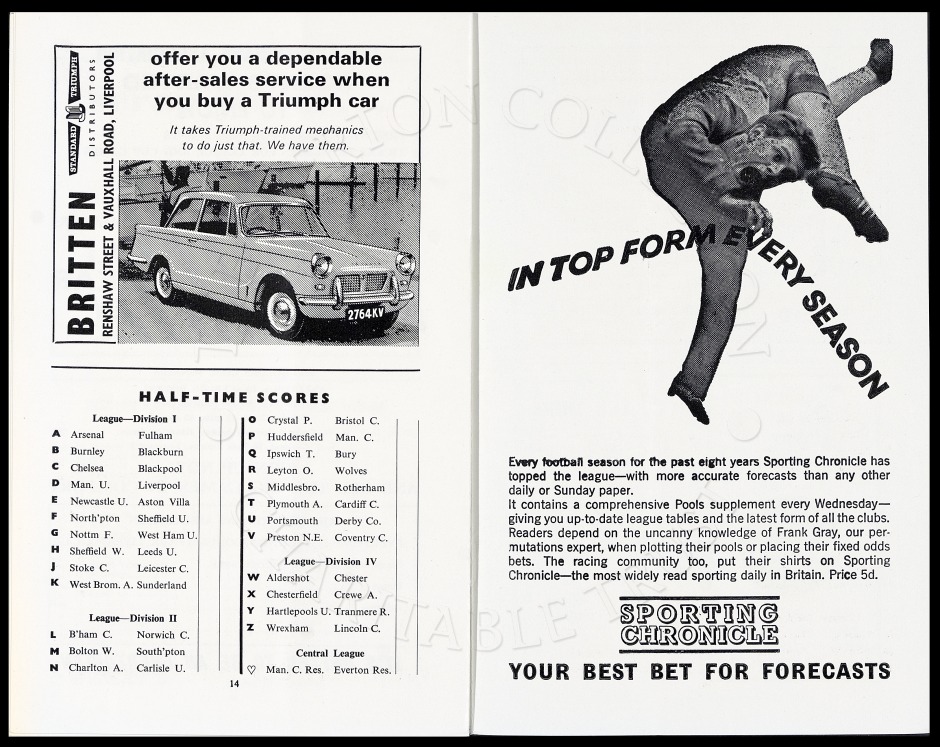 BRITTEN
STANDARD TRIUMPH
DISTRIBUTORS
RENSHAW STREET & VAUXHALL ROAD, LIVERPOOL
offer you a dependable
after-sales service when
you buy a Triumph car
It takes Triumph-trained mechanics
to do just that. We have them.
2764 KV
HALF-TIME SCORES
League—Division I
A Arsenal Fulham
B Burnley Blackburn
C Chelsea Blackpool
D Man. U. Liverpool
E Newcastle U. Aston Villa
F North'pton Sheffield U.
G Nottm F. West Ham U.
H Sheffield W. Leeds U.
J Stoke C. Leicester C.
K West Brom. A. Sunderland
League—Division II
L B'ham C. Norwich C.
M Bolton W. South'pton
N Charlton A. Carlisle U.
O Crystal P. Bristol C.
P Huddersfield Man. C.
Q Ipswich T. Bury
R Leyton O. Wolves
S Middlesbro. Rotherham
T Plymouth A. Cardiff C.
U Portsmouth Derby Co.
V Preston N.E. Coventry C.
League—Division IV
W Aldershot Chester
X Chesterfield Crewe A.
Y Hartlepools U. Tranmere R.
Z Wrexham Lincoln C.
Central League
♡ Man. C. Res. Everton Res.
14
IN TOP FORM EVERY SEASON
Every football season for the past eight years Sporting Chronicle has
topped the league—with more accurate forecasts than any other
daily or Sunday paper.
It contains a comprehensive Pools supplement every Wednesday—
giving you up-to-date league tables and the latest form of all the clubs.
Readers depend on the uncanny knowledge of Frank Gray, our per-
mutations expert, when plotting their pools or placing their fixed odds
bets. The racing community too, put their shirts on Sporting
Chronicle—the most widely read sporting daily in Britain. Price 5d.
SPORTING
CHRONICLE
YOUR BEST BET FOR FORECASTS